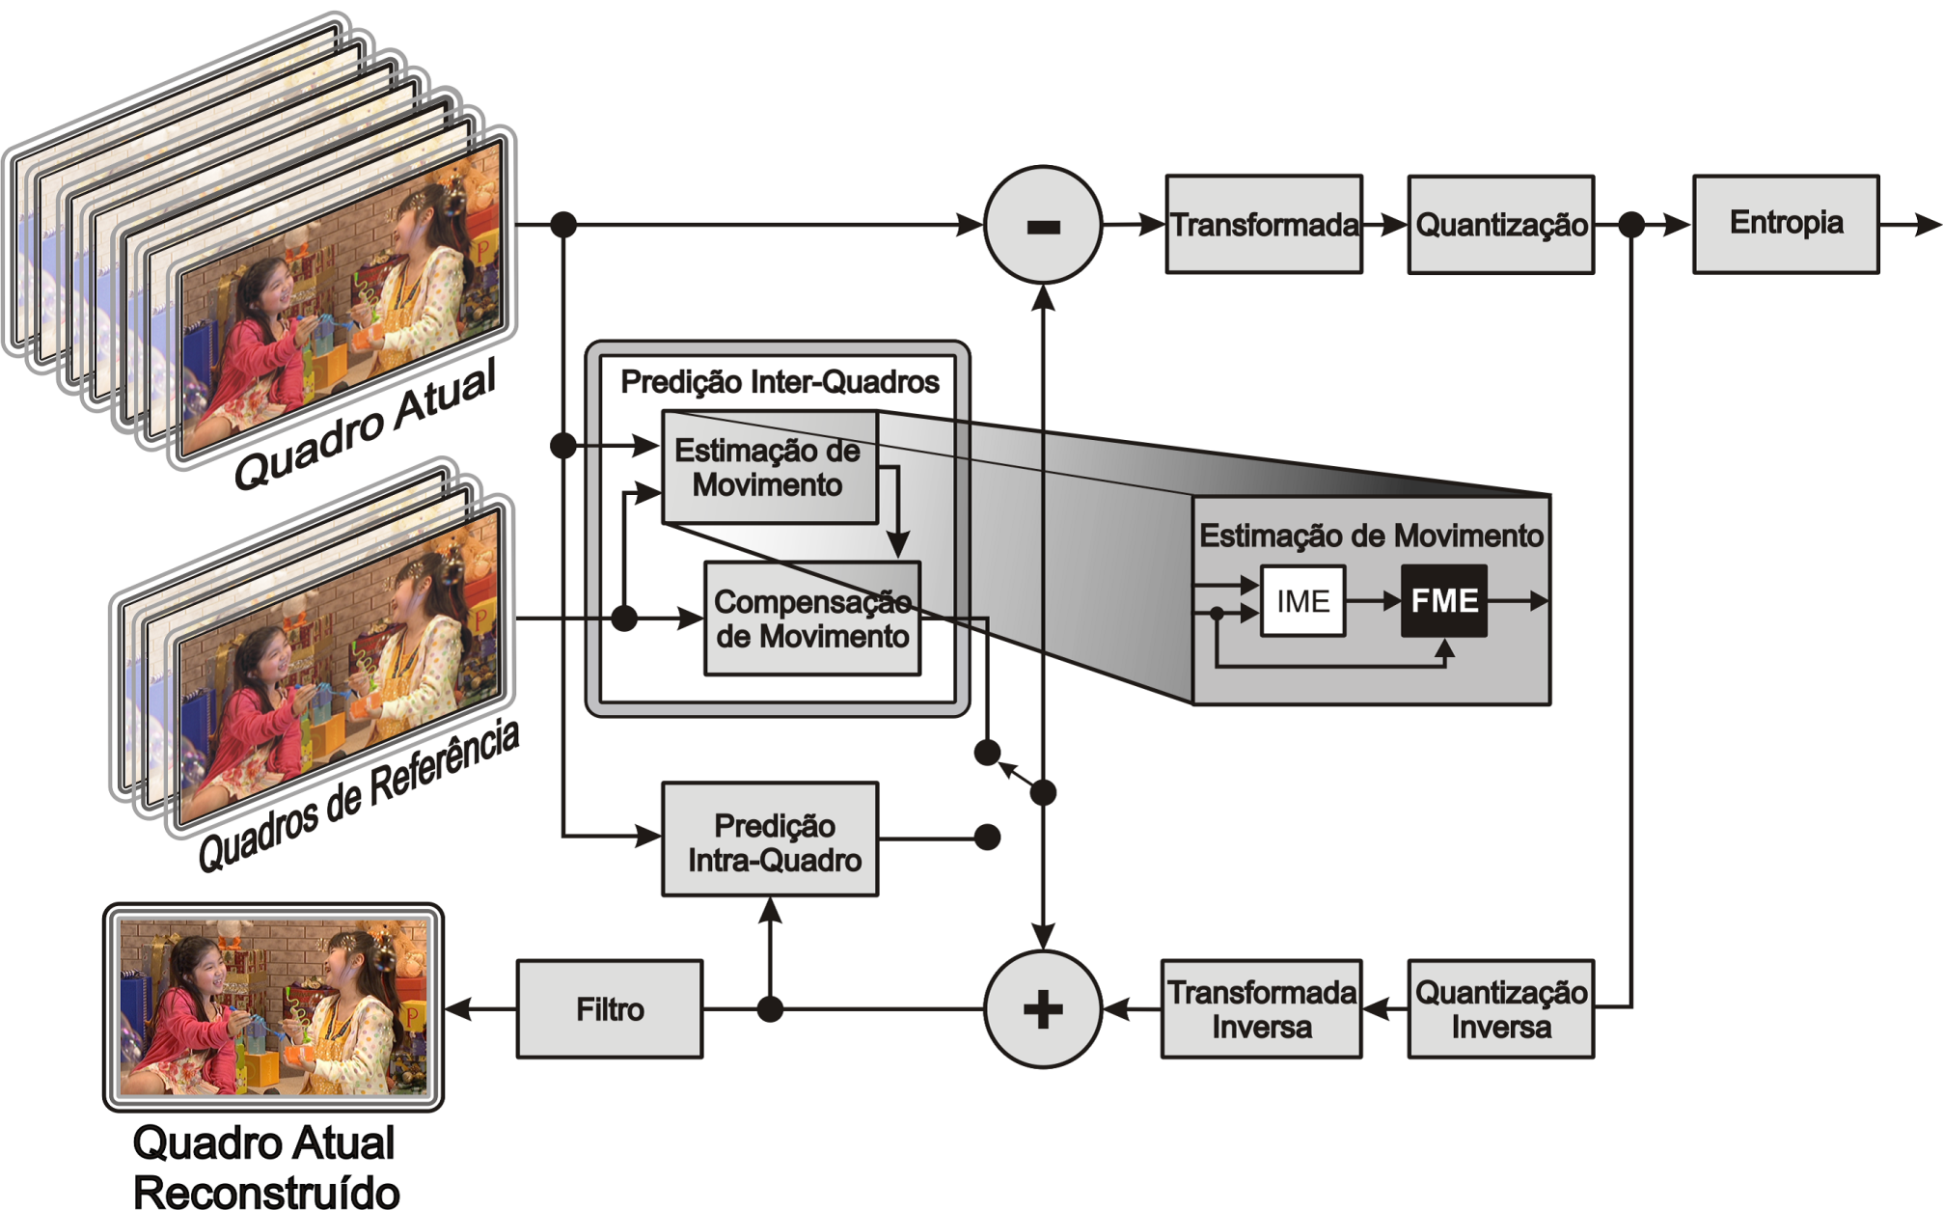 Quadro Atual
Quadros de Referência
Quadro Atual
Reconstruído
Predição Inter-Quadros
Estimação de
Movimento
Compensação
de Movimento
Predição
Intra-Quadro
Filtro
-
Transformada
Quantização
Entropia
Estimação de Movimento
IME
FME
+
Transformada
Inversa
Quantização
Inversa